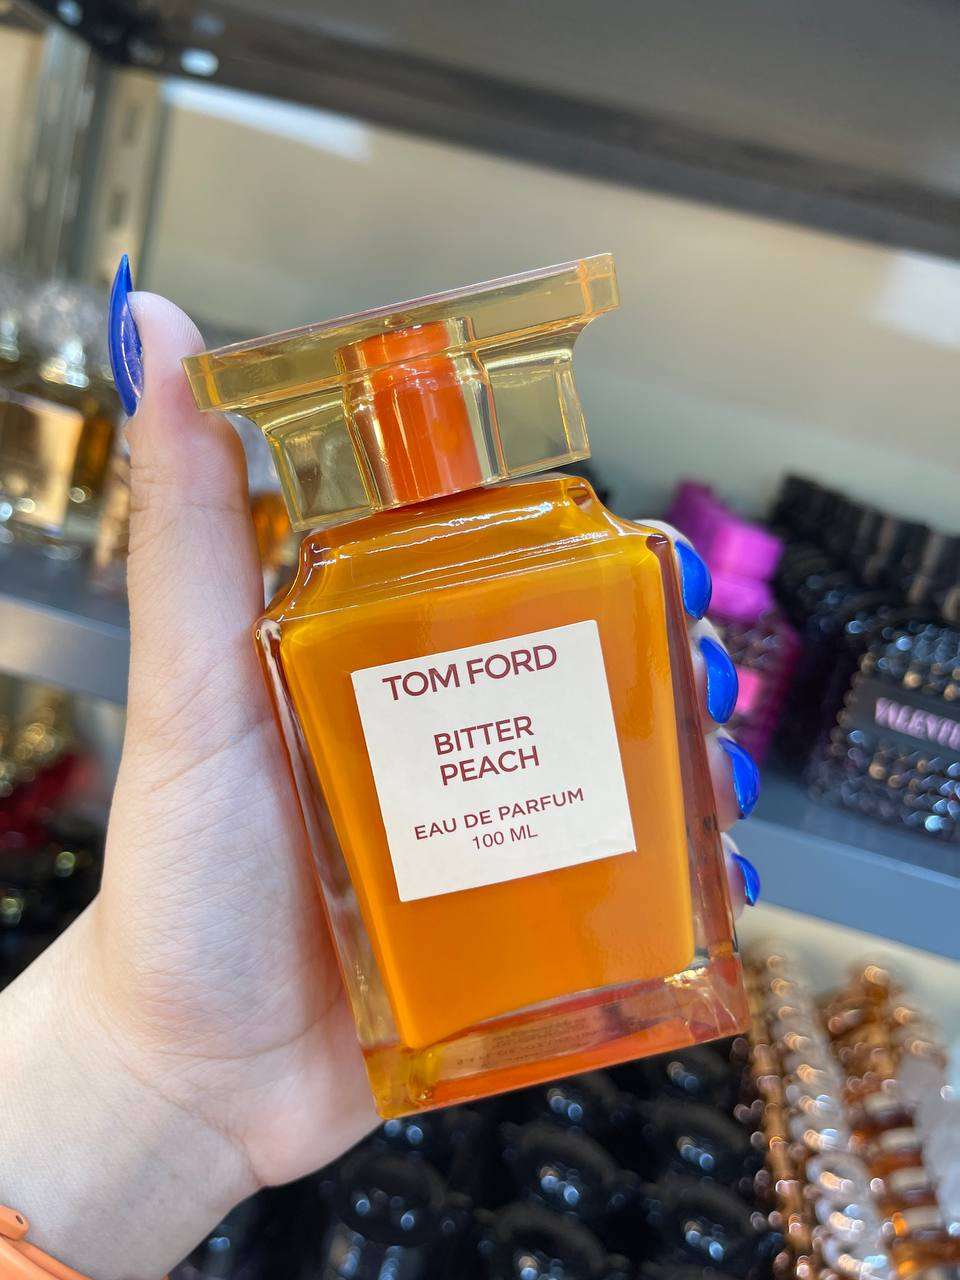 TOM FORD
BITTER
PEACH
EAU DE PARFUM
100 ML